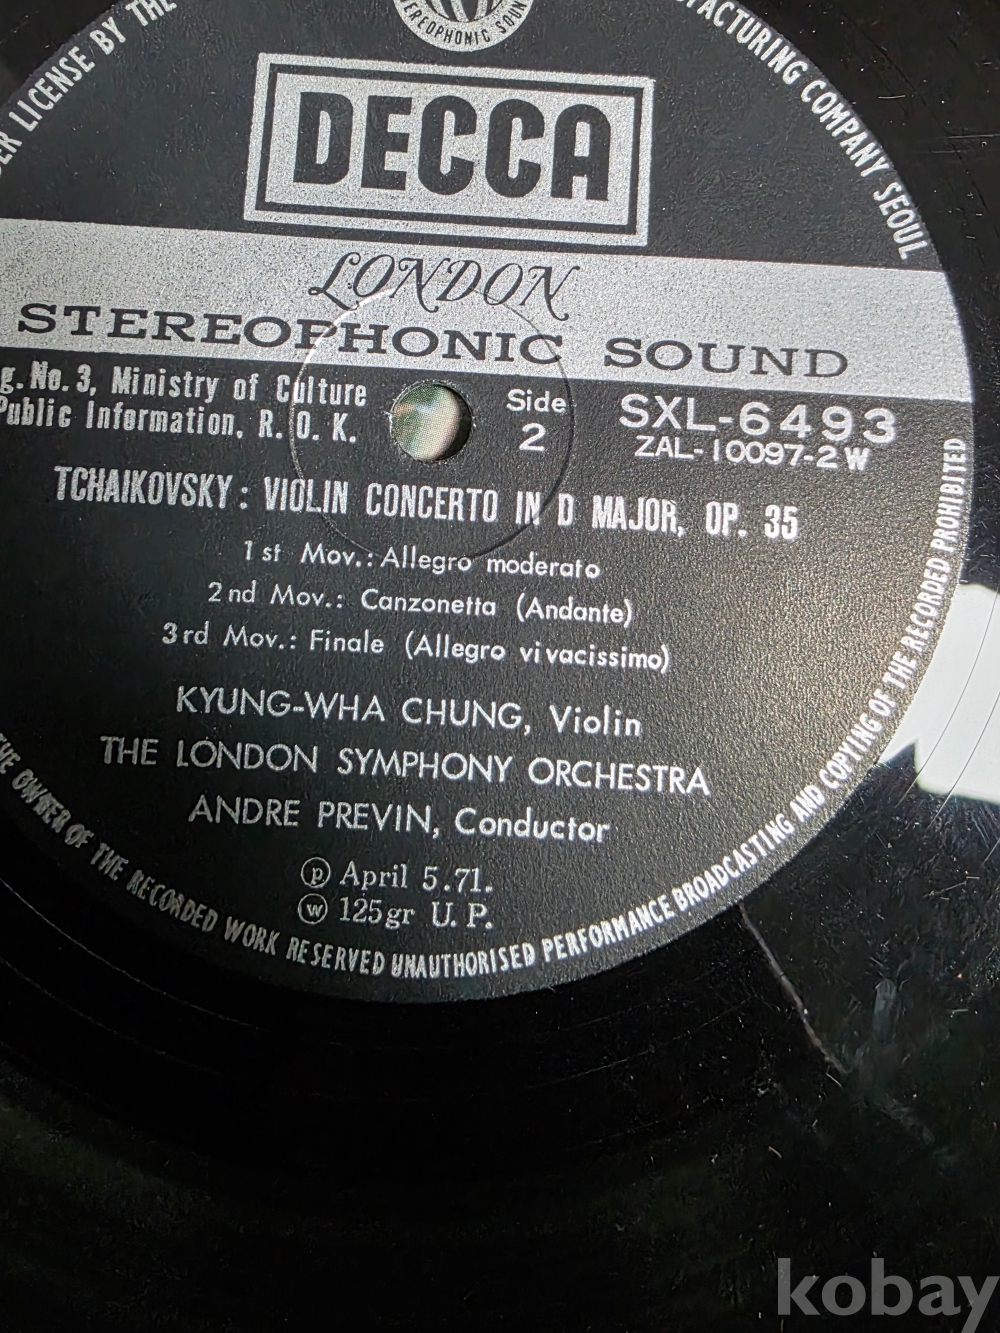 ER LICENSE BY THE
STEREOPHONIC SOUN
FACTURING COMPANY SEOUL
DECCA
LONDON
STEREOPHONIC SOUND
g. No. 3, Ministry of Culture
Public Information, R. O. K.
Side
2
SXL-6493
ZAL-10097-2W
TCHAIKOVSKY: VIOLIN CONCERTO IN D MAJOR, OP. 35
1st Mov.: Allegro moderato
2nd Mov.: Canzonetta (Andante)
3rd Mov.: Finale (Allegro vivacissimo)
KYUNG-WHA CHUNG, Violin
THE LONDON SYMPHONY ORCHESTRA
ANDRE PREVIN, Conductor
Ⓟ April 5.71.
ⓦ 125gr U. P.
THE OWNER OF THE RECORDED WORK RESERVED UNAUTHORISED PERFORMANCE BROADCASTING AND COPYING OF THE RECORDED PROHIBITED
kobay